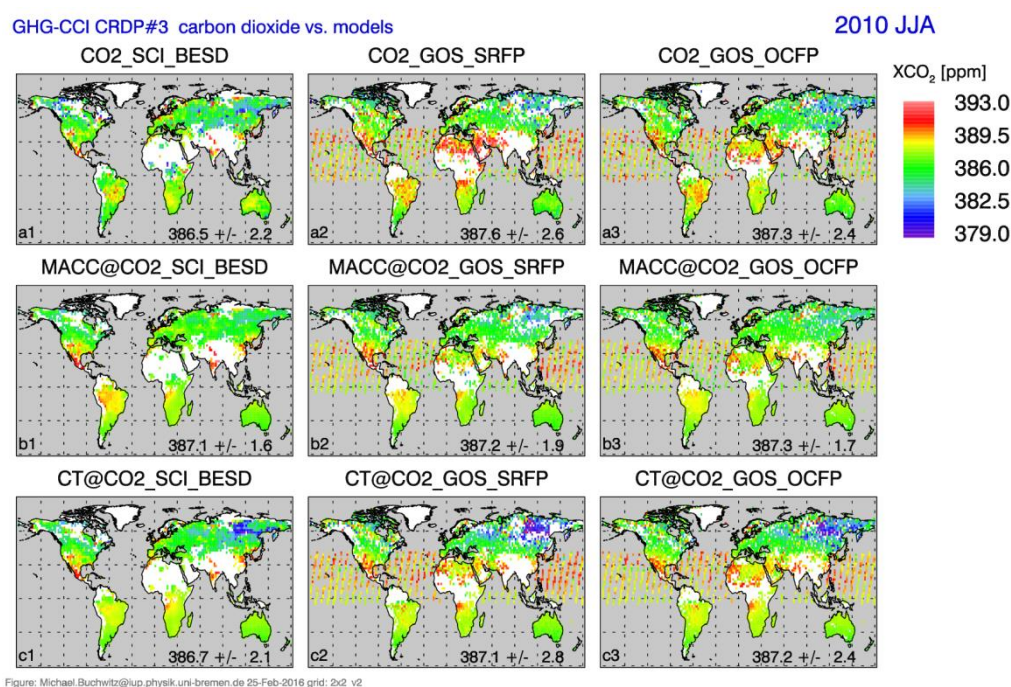 GHG-CCI CRDP#3 carbon dioxide vs. models
2010 JJA
CO2_SCI_BESD
CO2_GOS_SRFP
CO2_GOS_OCFP
XCO₂ [ppm]
393.0
389.5
386.0
382.5
379.0
a1 386.5 +/- 2.2
a2 387.6 +/- 2.6
a3 387.3 +/- 2.4
MACC@CO2_SCI_BESD
MACC@CO2_GOS_SRFP
MACC@CO2_GOS_OCFP
b1 387.1 +/- 1.6
b2 387.2 +/- 1.9
b3 387.3 +/- 1.7
CT@CO2_SCI_BESD
CT@CO2_GOS_SRFP
CT@CO2_GOS_OCFP
c1 386.7 +/- 2.1
c2 387.1 +/- 2.8
c3 387.2 +/- 2.4
Figure: Michael.Buchwitz@iup.physik.uni-bremen.de 25-Feb-2016 grid: 2x2 v2